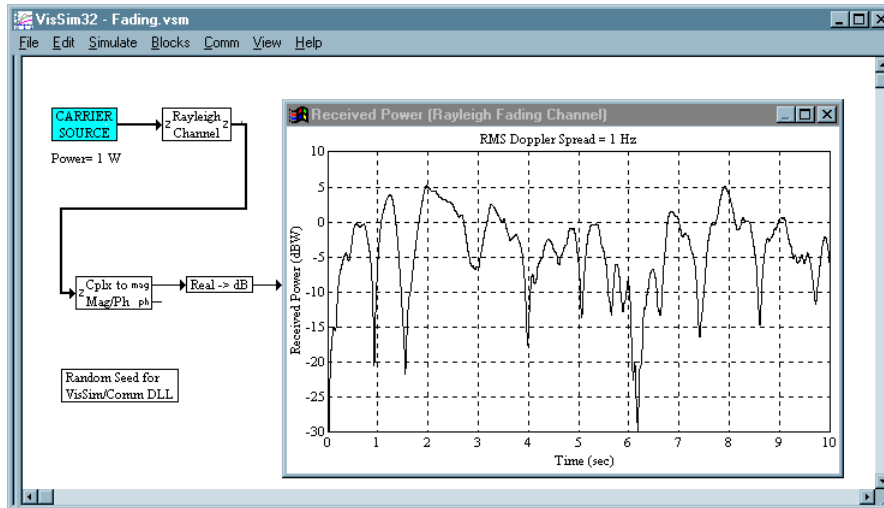 VisSim32 - Fading.vsm
File Edit Simulate Blocks Comm View Help
CARRIER
SOURCE
Power= 1 W
z Rayleigh z
Channel
z Cplx to mag
Mag/Ph ph
Real -> dB
Random Seed for
VisSim/Comm DLL
Received Power (Rayleigh Fading Channel)
RMS Doppler Spread = 1 Hz
Received Power (dBW)
10
5
0
-5
-10
-15
-20
-25
-30
0 1 2 3 4 5 6 7 8 9 10
Time (sec)